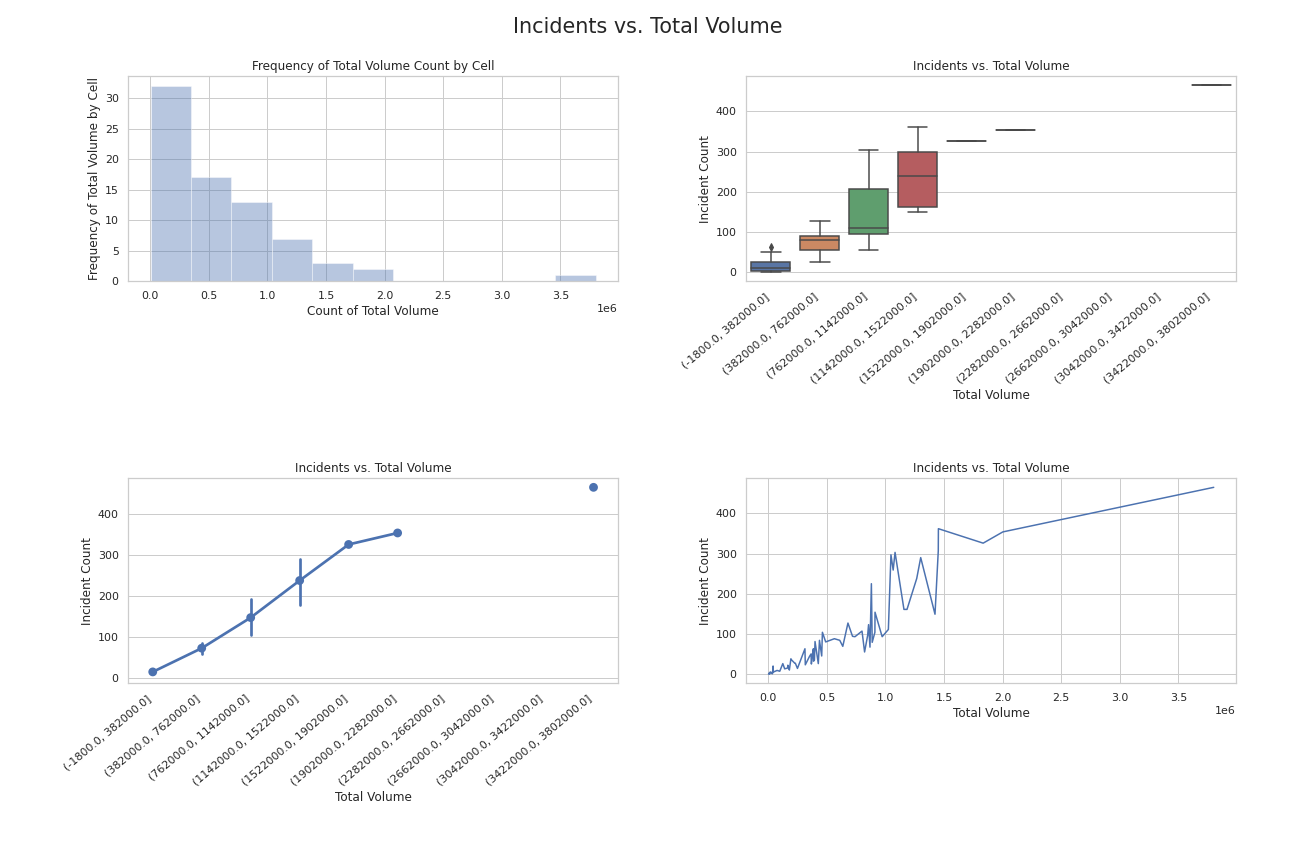 Incidents vs. Total Volume
Frequency of Total Volume Count by Cell
Frequency of Total Volume by Cell
30
25
20
15
10
5
0
0.0 0.5 1.0 1.5 2.0 2.5 3.0 3.5
1e6
Count of Total Volume
Incidents vs. Total Volume
Incident Count
400
300
200
100
0
(-1800.0, 382000.0]
(382000.0, 762000.0]
(762000.0, 1142000.0]
(1142000.0, 1522000.0]
(1522000.0, 1902000.0]
(1902000.0, 2282000.0]
(2282000.0, 2662000.0]
(2662000.0, 3042000.0]
(3042000.0, 3422000.0]
(3422000.0, 3802000.0]
Total Volume
Incidents vs. Total Volume
Incident Count
400
300
200
100
0
(-1800.0, 382000.0]
(382000.0, 762000.0]
(762000.0, 1142000.0]
(1142000.0, 1522000.0]
(1522000.0, 1902000.0]
(1902000.0, 2282000.0]
(2282000.0, 2662000.0]
(2662000.0, 3042000.0]
(3042000.0, 3422000.0]
(3422000.0, 3802000.0]
Total Volume
Incidents vs. Total Volume
Incident Count
400
300
200
100
0
0.0 0.5 1.0 1.5 2.0 2.5 3.0 3.5
1e6
Total Volume